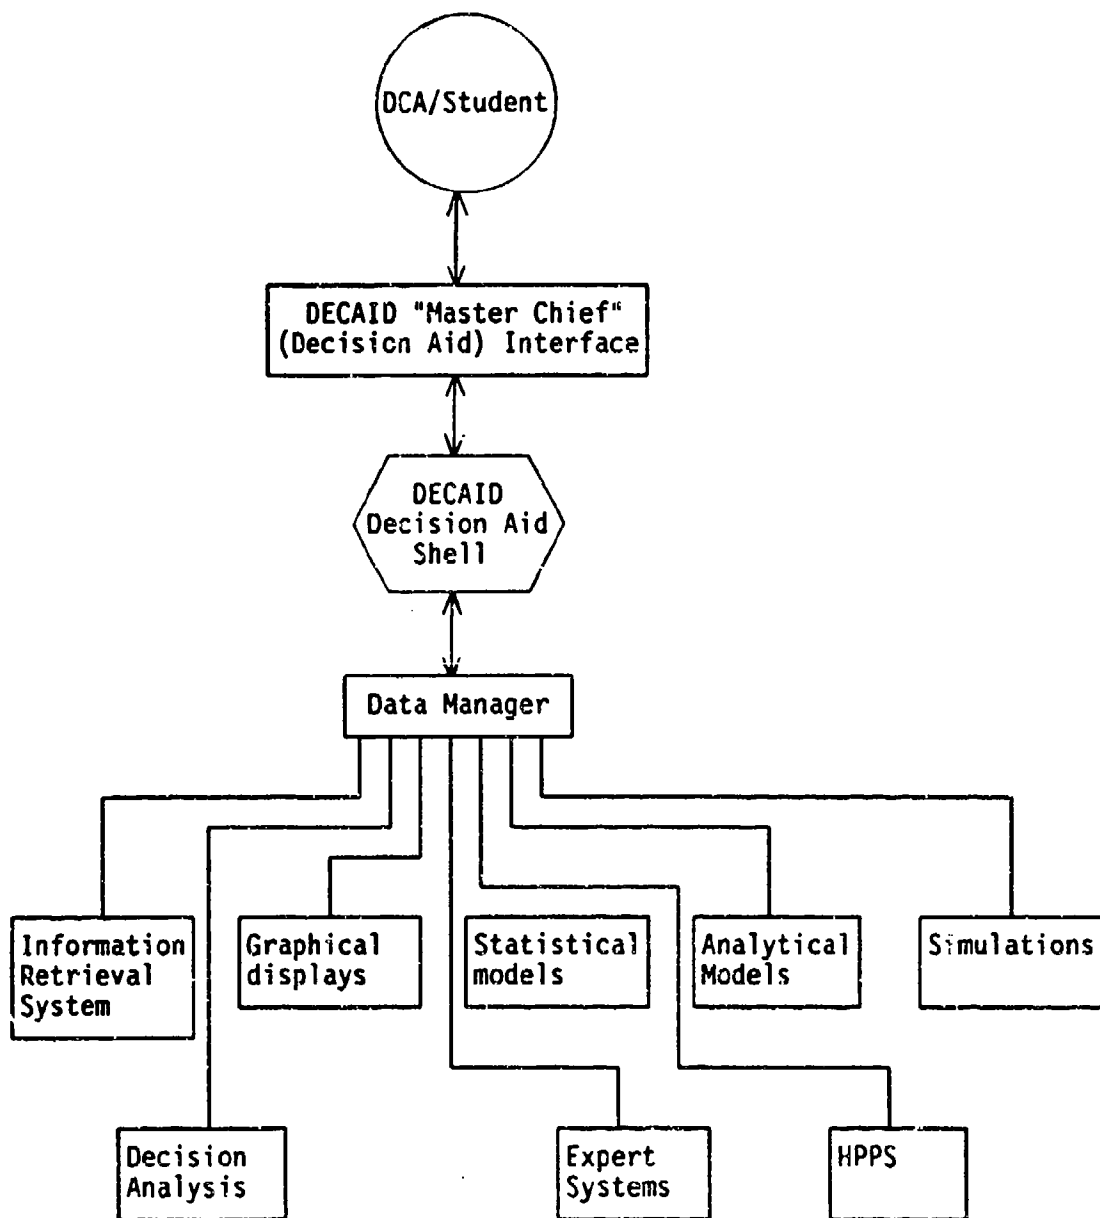 DCA/Student
DECAID "Master Chief"
(Decision Aid) Interface
DECAID
Decision Aid
Shell
Data Manager
Information
Retrieval
System
Graphical
displays
Statistical
models
Analytical
Models
Simulations
Decision
Analysis
Expert
Systems
HPPS